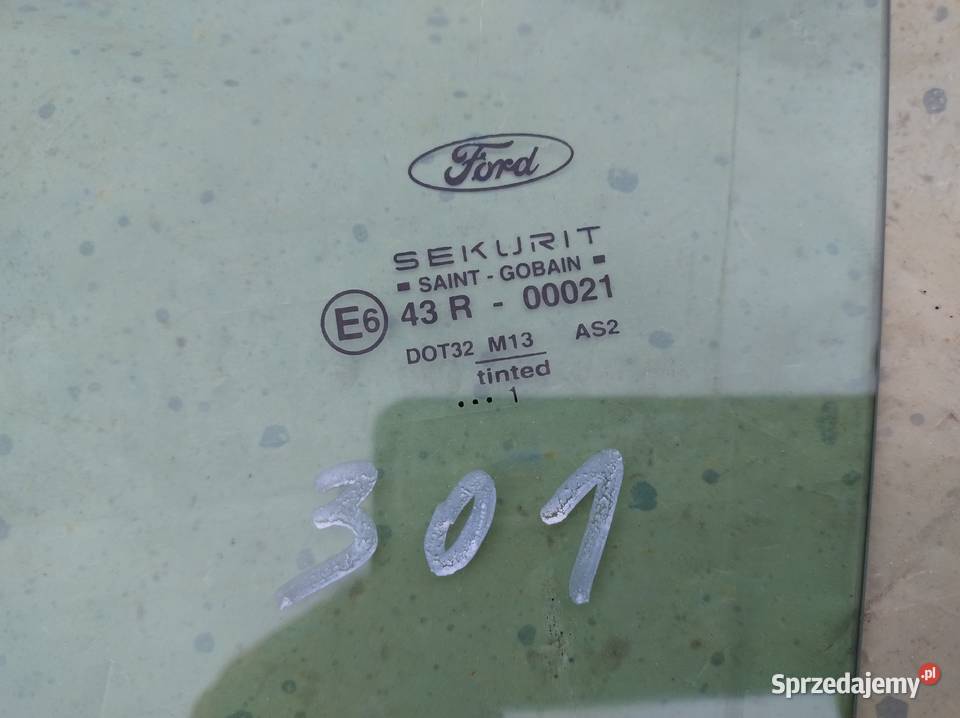 Ford
SEKURIT
▪ SAINT - GOBAIN ▪
E6 43 R - 00021
DOT32 M13 AS2
tinted
... 1
301
Sprzedajemy.pl